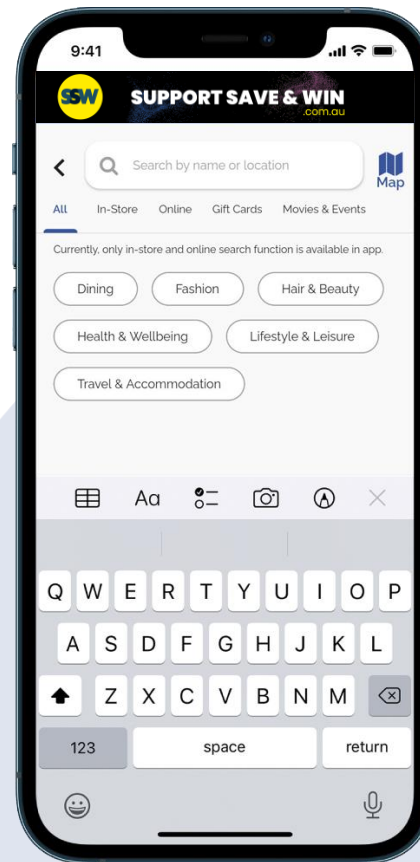 9:41
SSW
SUPPORT SAVE & WIN
.com.au
Search by name or location
Map
All In-Store Online Gift Cards Movies & Events
Currently, only in-store and online search function is available in app.
Dining Fashion Hair & Beauty
Health & Wellbeing Lifestyle & Leisure
Travel & Accommodation
Aa
Q W E R T Y U I O P
A S D F G H J K L
Z X C V B N M
123 space return